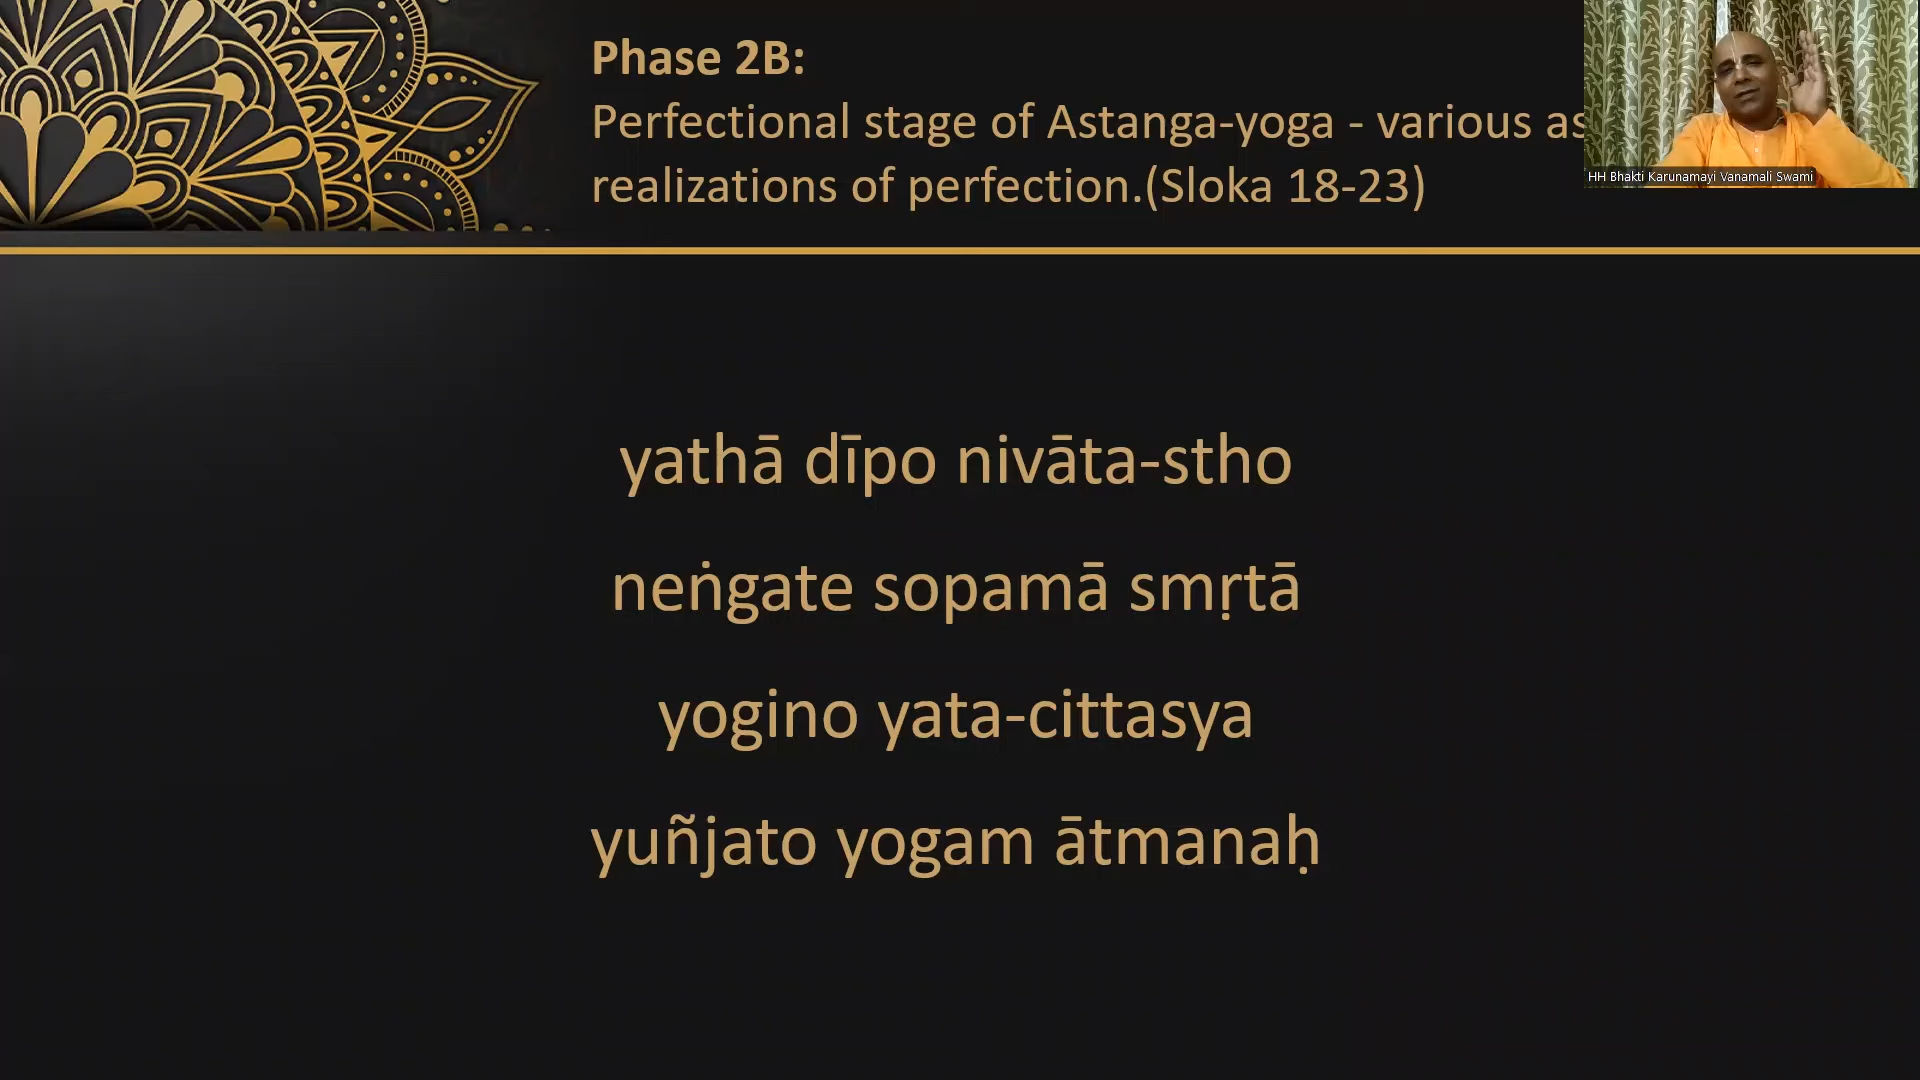 Phase 2B:
Perfectional stage of Astanga-yoga - various as
realizations of perfection.(Sloka 18-23)
HH Bhakti Karunamayi Vanamali Swami
yathā dīpo nivāta-stho
neṅgate sopamā smṛtā
yogino yata-cittasya
yuñjato yogam ātmanaḥ